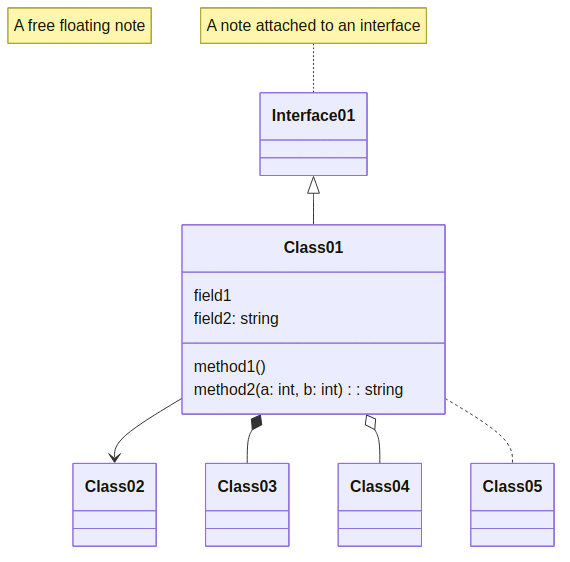 A free floating note
A note attached to an interface
Interface01
Class01
field1
field2: string
method1()
method2(a: int, b: int) : : string
Class02
Class03
Class04
Class05